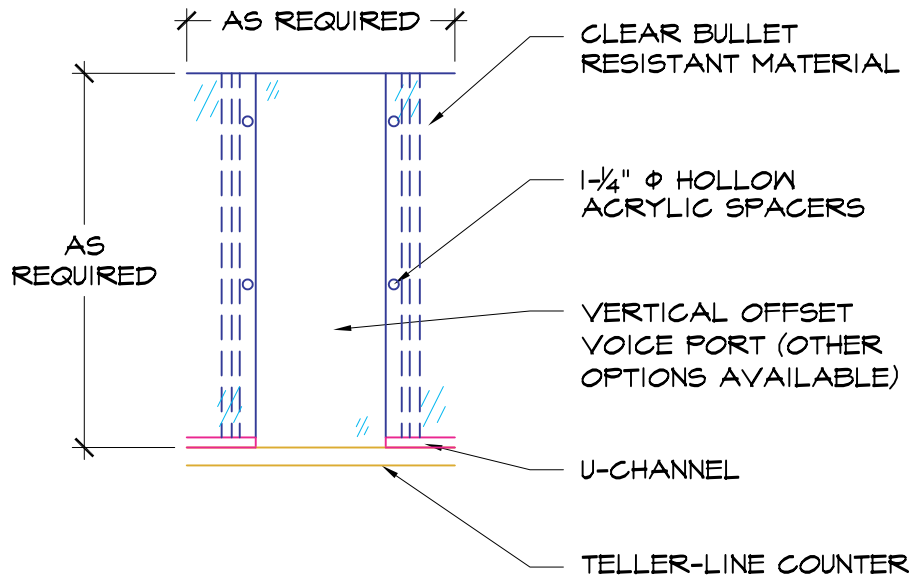 AS REQUIRED
CLEAR BULLET
RESISTANT MATERIAL
1-1/4" Φ HOLLOW
ACRYLIC SPACERS
AS
REQUIRED
VERTICAL OFFSET
VOICE PORT (OTHER
OPTIONS AVAILABLE)
U-CHANNEL
TELLER-LINE COUNTER